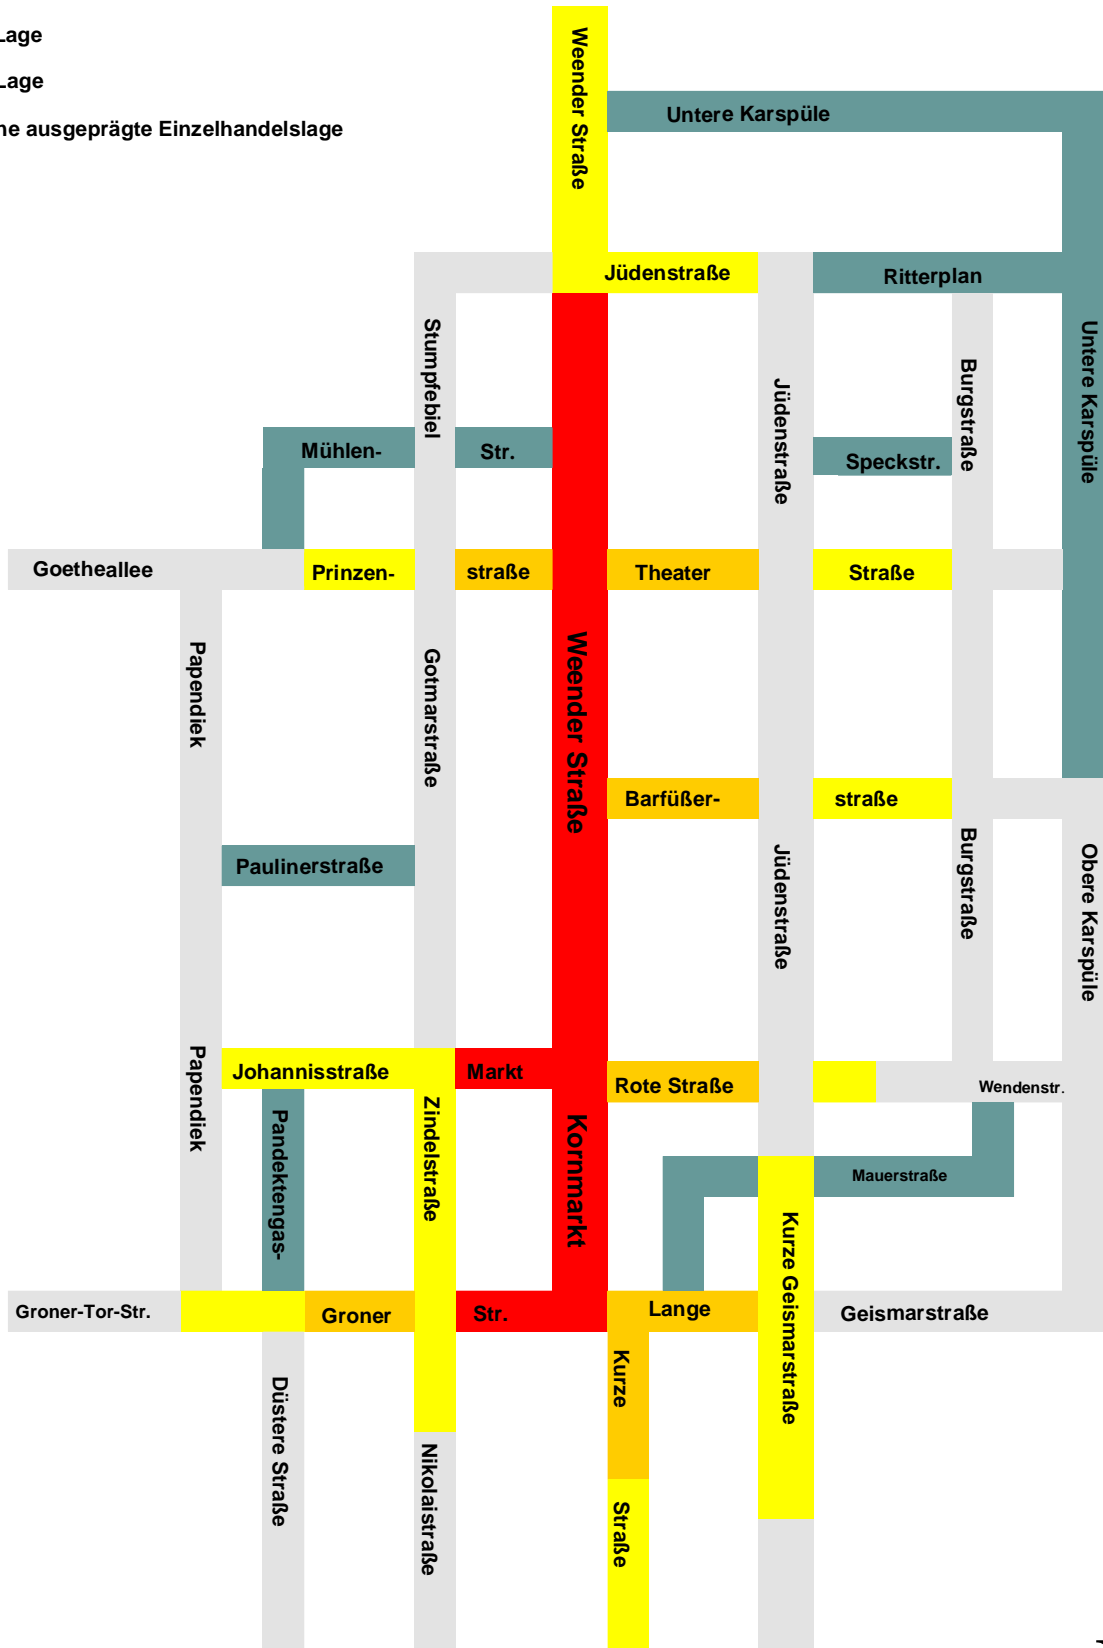 Lage
Lage
ne ausgeprägte Einzelhandelslage
Weender Straße
Untere Karspüle
Jüdenstraße
Ritterplan
Stumpfebiel
Untere Karspüle
Jüdenstraße
Burgstraße
Mühlen-
Str.
Speckstr.
Goetheallee
Prinzen-
straße
Theater
Straße
Papendiek
Gotmarstraße
Weender Straße
Barfüßer-
straße
Paulinerstraße
Jüdenstraße
Burgstraße
Obere Karspüle
Papendiek
Johannisstraße
Markt
Rote Straße
Wendenstr.
Pandektengas-
Zindelstraße
Kornmarkt
Mauerstraße
Kurze Geismarstraße
Groner-Tor-Str.
Groner
Str.
Lange
Geismarstraße
Kurze
Düstere Straße
Nikolaistraße
Straße